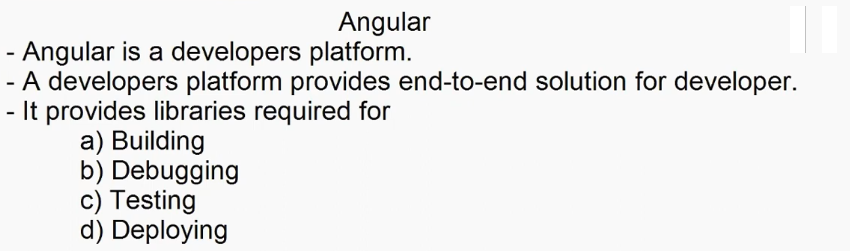 Angular
- Angular is a developers platform.
- A developers platform provides end-to-end solution for developer.
- It provides libraries required for
a) Building
b) Debugging
c) Testing
d) Deploying